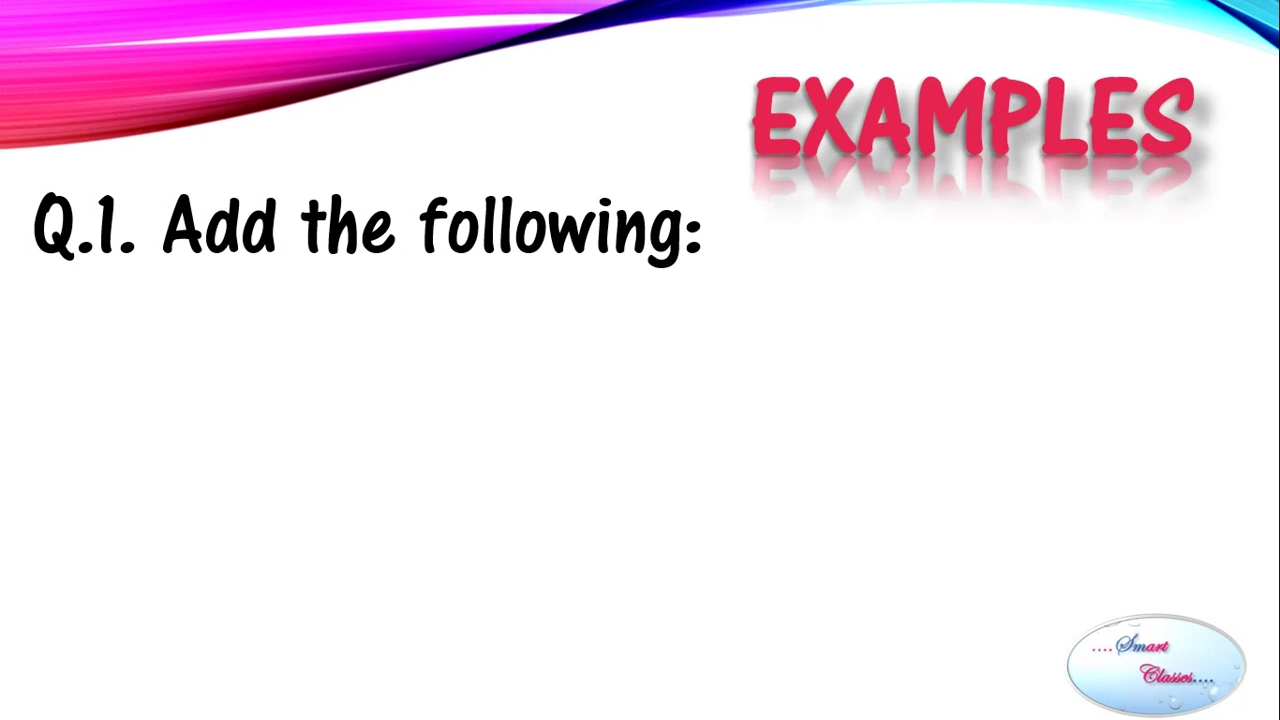 EXAMPLES
Q.1. Add the following:
....Smart
Classes....